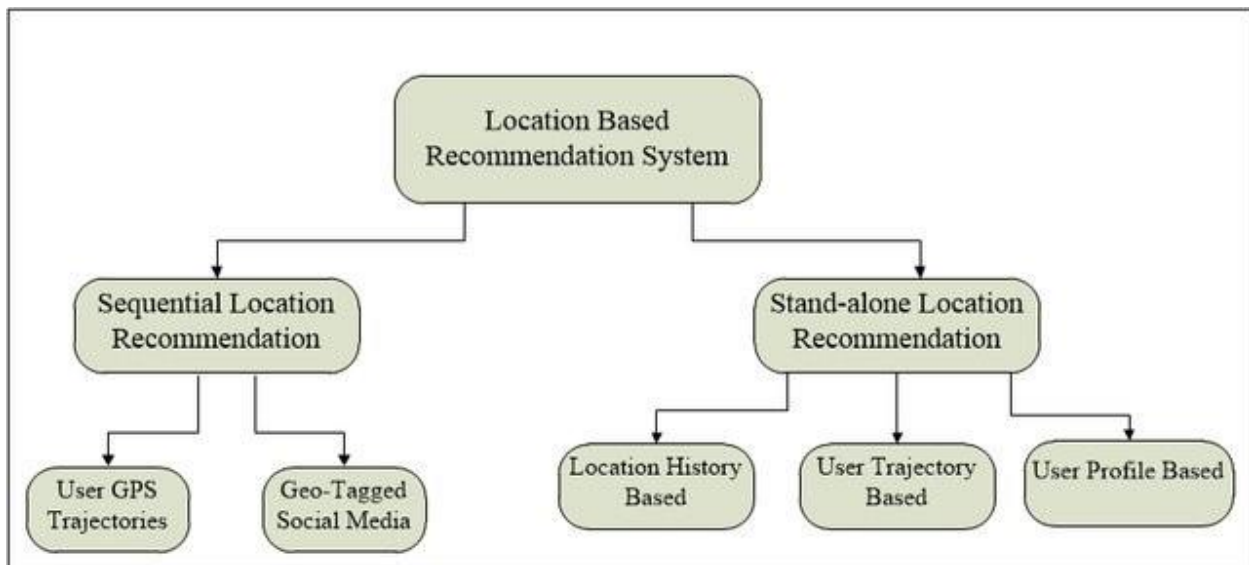 Location Based
Recommendation System
Sequential Location
Recommendation
Stand-alone Location
Recommendation
User GPS
Trajectories
Geo-Tagged
Social Media
Location History
Based
User Trajectory
Based
User Profile Based